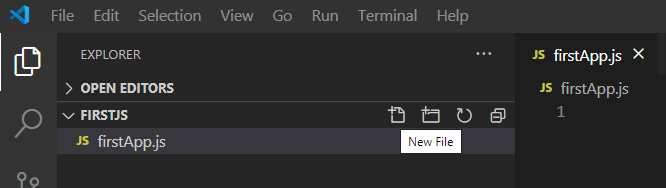 File Edit Selection View Go Run Terminal Help
EXPLORER ...
JS firstApp.js
OPEN EDITORS
JS firstApp.js
FIRSTJS
1
JS firstApp.js
New File